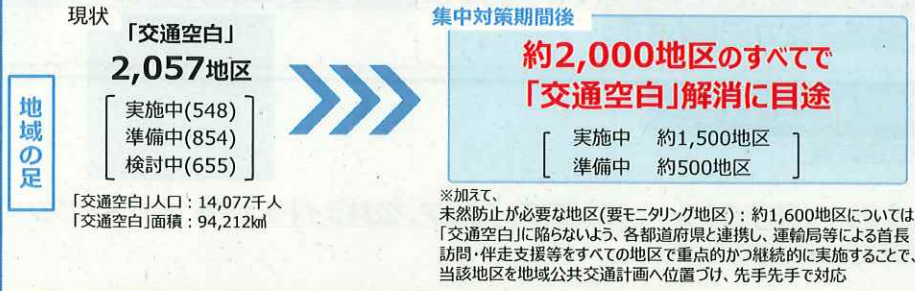 現状
「交通空白」
2,057地区
実施中(548)
準備中(854)
検討中(655)
「交通空白」人口:14,077千人
「交通空白」面積:94,212㎢
地域の足
集中対策期間後
約2,000地区のすべてで
「交通空白」解消に目途
実施中 約1,500地区
準備中 約500地区
※加えて、
未然防止が必要な地区(要モニタリング地区):約1,600地区については
「交通空白」に陥らないよう、各都道府県と連携し、運輸局等による首長
訪問・伴走支援等をすべての地区で重点的かつ継続的に実施することで、
当該地区を地域公共交通計画へ位置づけ、先手先手で対応